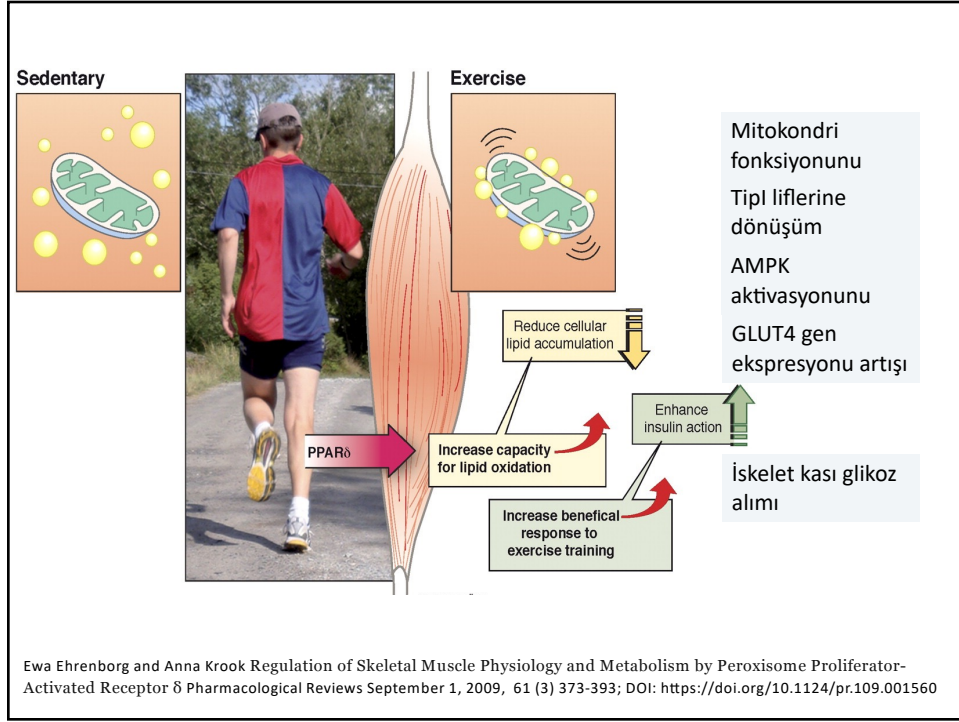 Sedentary
Exercise
Mitokondri
fonksiyonunu
TipI liflerine
dönüşüm
AMPK
aktivasyonunu
GLUT4 gen
ekspresyonu artışı
Reduce cellular
lipid accumulation
Enhance
insulin action
PPARδ
Increase capacity
for lipid oxidation
İskelet kası glikoz
alımı
Increase benefical
response to
exercise training
Ewa Ehrenborg and Anna Krook Regulation of Skeletal Muscle Physiology and Metabolism by Peroxisome Proliferator-
Activated Receptor δ Pharmacological Reviews September 1, 2009, 61 (3) 373-393; DOI: https://doi.org/10.1124/pr.109.001560